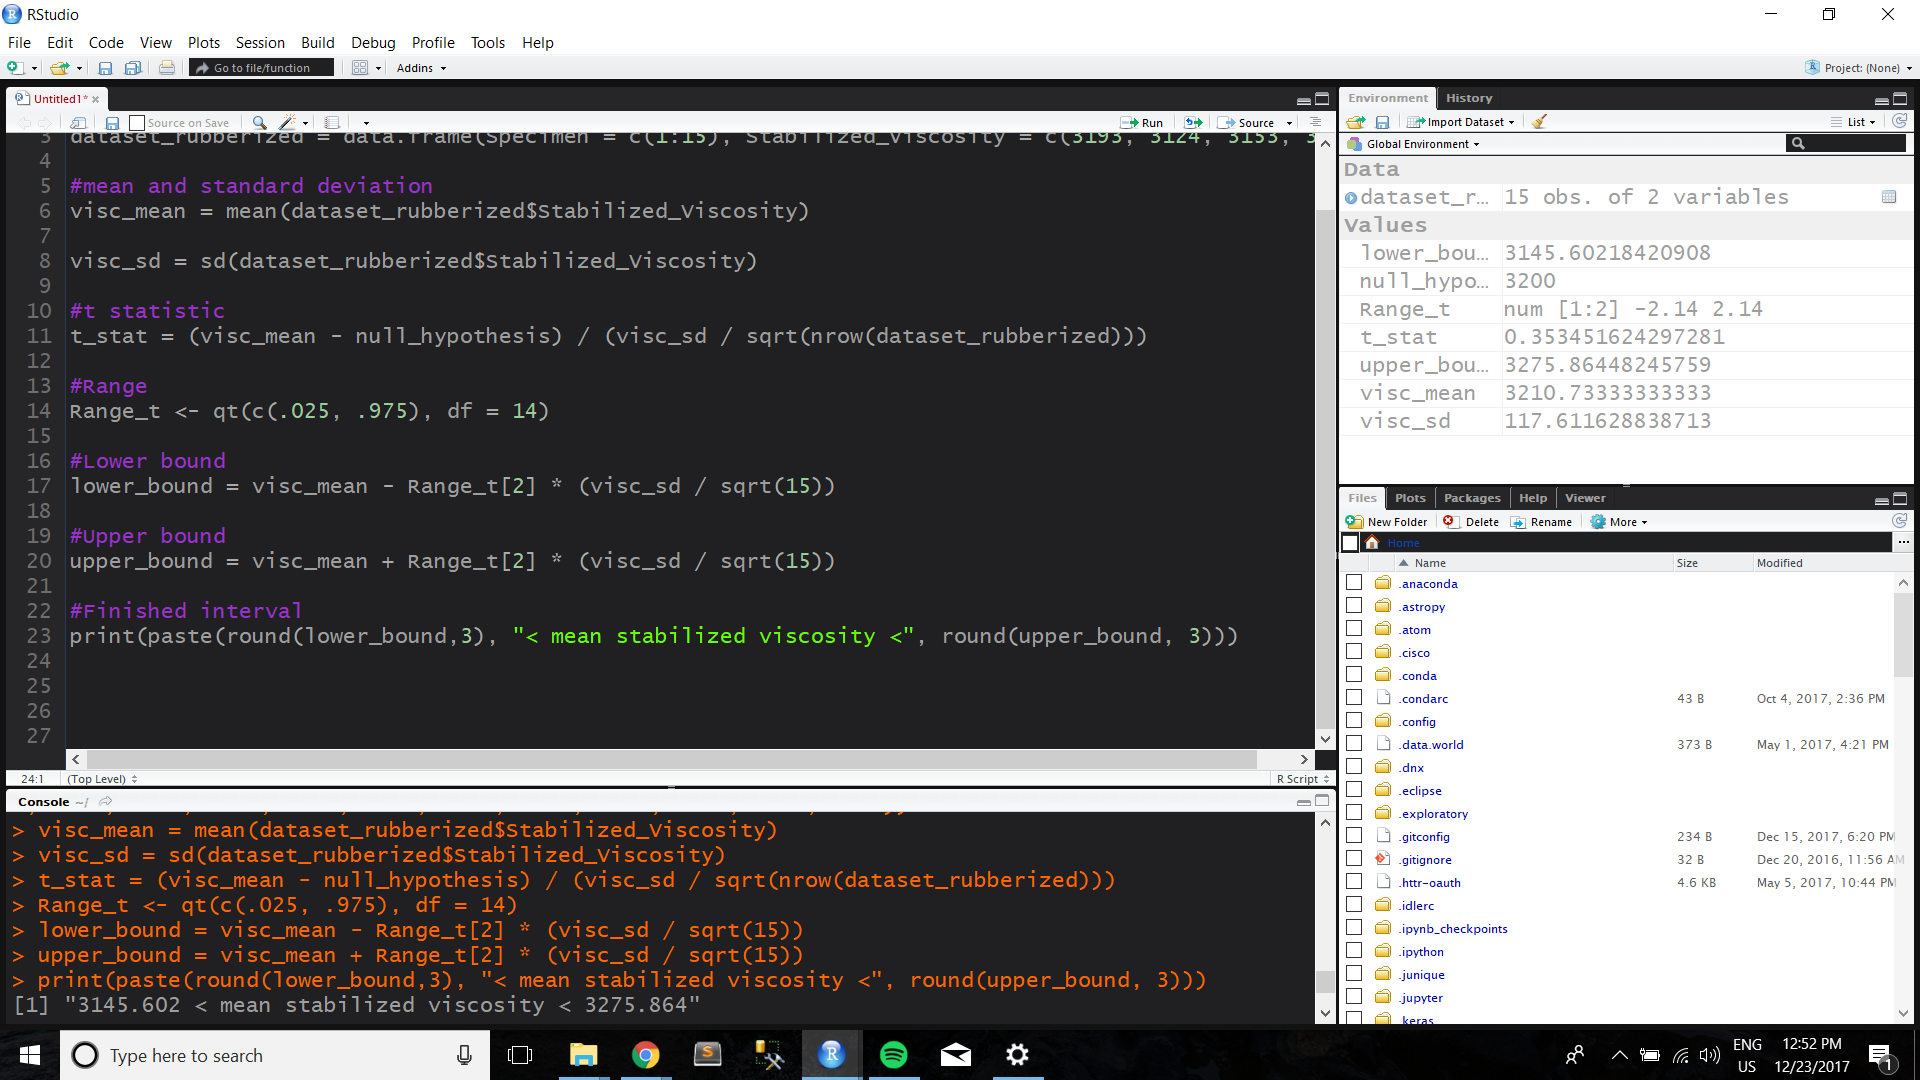 RStudio
File Edit Code View Plots Session Build Debug Profile Tools Help
Go to file/function Addins Project: (None)
Untitled1*
Source on Save Run Source
3 dataset_rubberized = data.frame(Specimen = c(1:15), Stabilized_Viscosity = c(3193, 3124, 3153, 3
4
5 #mean and standard deviation
6 visc_mean = mean(dataset_rubberized$Stabilized_Viscosity)
7
8 visc_sd = sd(dataset_rubberized$Stabilized_Viscosity)
9
10 #t statistic
11 t_stat = (visc_mean - null_hypothesis) / (visc_sd / sqrt(nrow(dataset_rubberized)))
12
13 #Range
14 Range_t <- qt(c(.025, .975), df = 14)
15
16 #Lower bound
17 lower_bound = visc_mean - Range_t[2] * (visc_sd / sqrt(15))
18
19 #Upper bound
20 upper_bound = visc_mean + Range_t[2] * (visc_sd / sqrt(15))
21
22 #Finished interval
23 print(paste(round(lower_bound,3), "< mean stabilized viscosity <", round(upper_bound, 3)))
24
25
26
27
24:1 (Top Level) R Script
Console ~/
> visc_mean = mean(dataset_rubberized$Stabilized_Viscosity)
> visc_sd = sd(dataset_rubberized$Stabilized_Viscosity)
> t_stat = (visc_mean - null_hypothesis) / (visc_sd / sqrt(nrow(dataset_rubberized)))
> Range_t <- qt(c(.025, .975), df = 14)
> lower_bound = visc_mean - Range_t[2] * (visc_sd / sqrt(15))
> upper_bound = visc_mean + Range_t[2] * (visc_sd / sqrt(15))
> print(paste(round(lower_bound,3), "< mean stabilized viscosity <", round(upper_bound, 3)))
[1] "3145.602 < mean stabilized viscosity < 3275.864"
Environment History
Import Dataset List
Global Environment
Data
dataset_r... 15 obs. of 2 variables
Values
lower_bou... 3145.60218420908
null_hypo... 3200
Range_t num [1:2] -2.14 2.14
t_stat 0.353451624297281
upper_bou... 3275.86448245759
visc_mean 3210.73333333333
visc_sd 117.611628838713
Files Plots Packages Help Viewer
New Folder Delete Rename More
Home ...
Name Size Modified
.anaconda
.astropy
.atom
.cisco
.conda
.condarc 43 B Oct 4, 2017, 2:36 PM
.config
.data.world 373 B May 1, 2017, 4:21 PM
.dnx
.eclipse
.exploratory
.gitconfig 234 B Dec 15, 2017, 6:20 PM
.gitignore 32 B Dec 20, 2016, 11:56 AM
.httr-oauth 4.6 KB May 5, 2017, 10:44 PM
.idlerc
.ipynb_checkpoints
.ipython
.junique
.jupyter
.keras
Type here to search
ENG
US
12:52 PM
12/23/2017
1